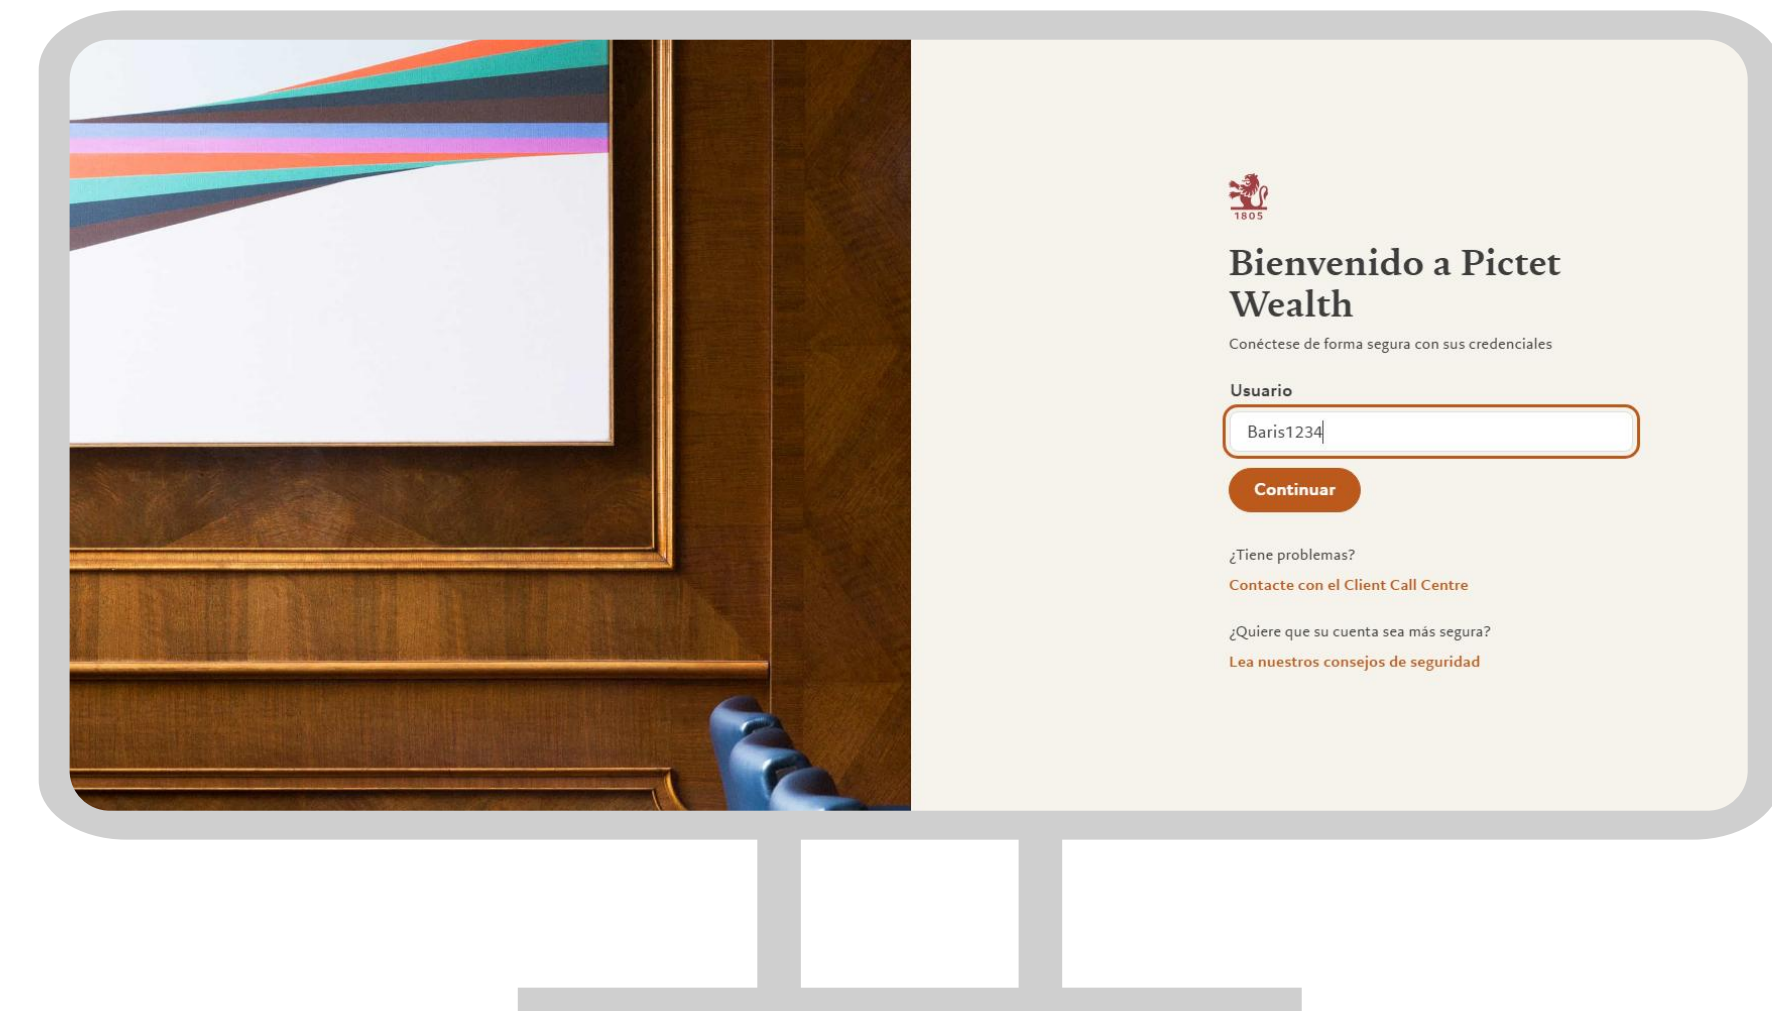 1805
Bienvenido a Pictet
Wealth
Conéctese de forma segura con sus credenciales
Usuario
Baris1234
Continuar
¿Tiene problemas?
Contacte con el Client Call Centre
¿Quiere que su cuenta sea más segura?
Lea nuestros consejos de seguridad